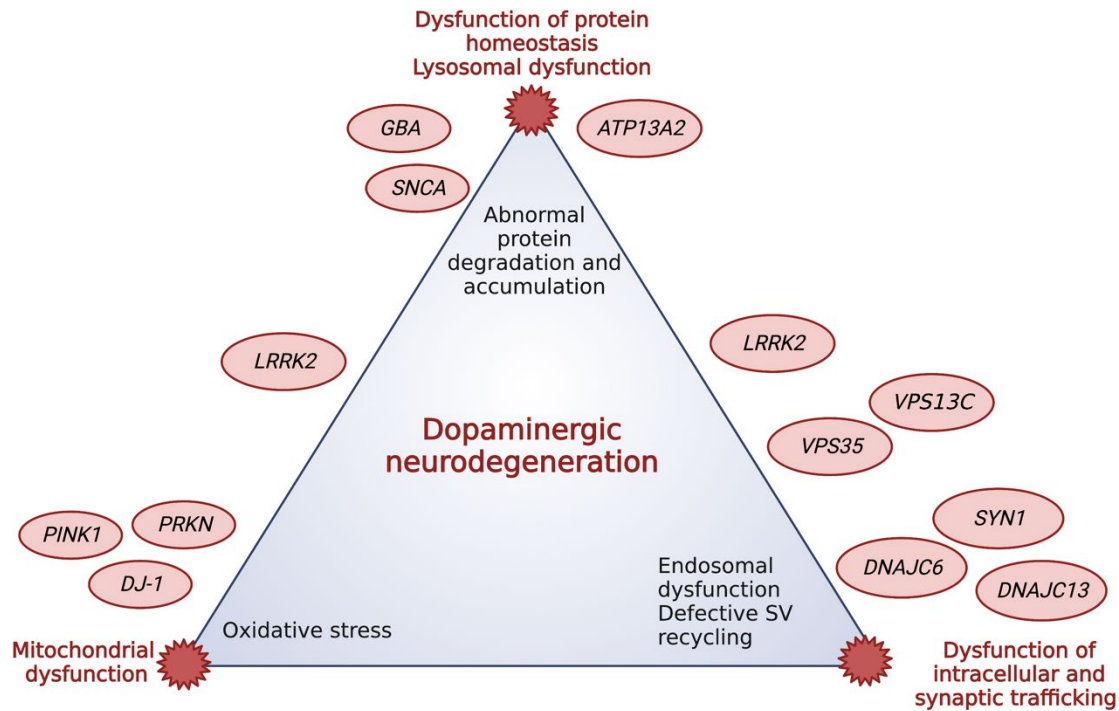 Dysfunction of protein
homeostasis
Lysosomal dysfunction
GBA
ATP13A2
SNCA
Abnormal
protein
degradation and
accumulation
LRRK2
LRRK2
VPS13C
Dopaminergic
neurodegeneration
VPS35
PINK1
PRKN
SYN1
DJ-1
DNAJC6
DNAJC13
Endosomal
dysfunction
Defective SV
recycling
Oxidative stress
Mitochondrial
dysfunction
Dysfunction of
intracellular and
synaptic trafficking